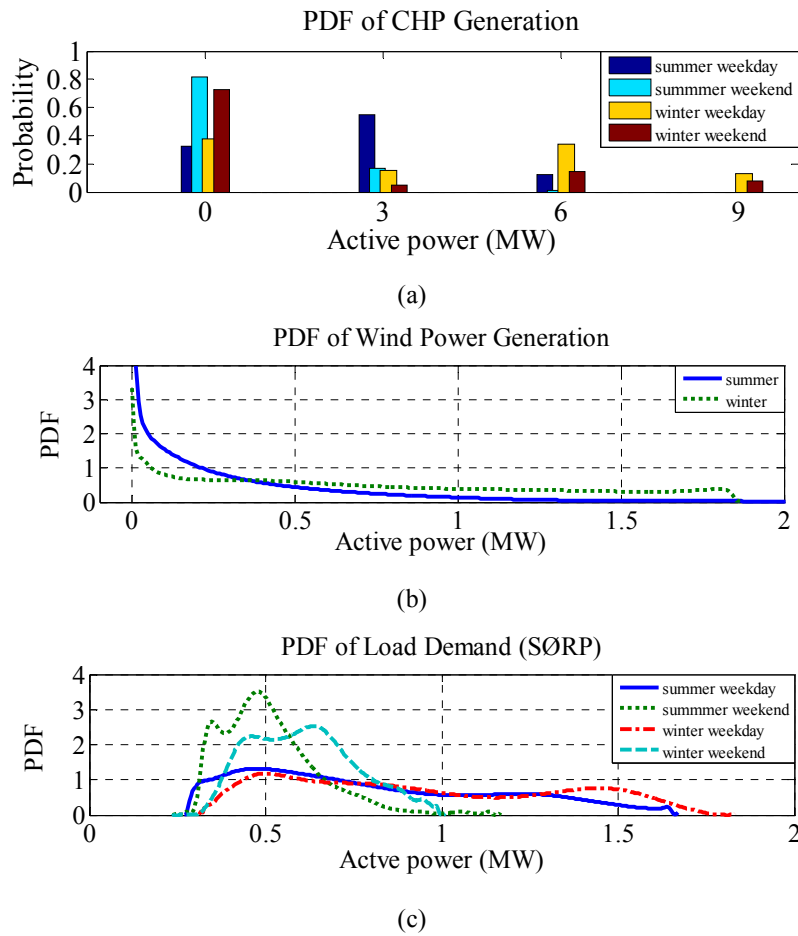 PDF of CHP Generation
Probability
1
0.8
0.6
0.4
0.2
0
summer weekday
summmer weekend
winter weekday
winter weekend
0 3 6 9
Active power (MW)
(a)
PDF of Wind Power Generation
PDF
4
3
2
1
0
summer
winter
0 0.5 1 1.5 2
Active power (MW)
(b)
PDF of Load Demand (SØRP)
PDF
4
3
2
1
0
summer weekday
summmer weekend
winter weekday
winter weekend
0 0.5 1 1.5 2
Actve power (MW)
(c)